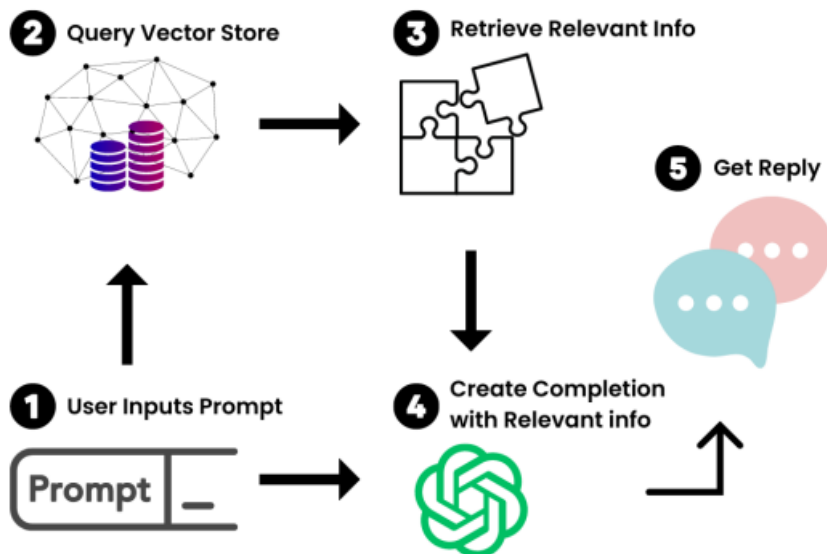 2 Query Vector Store
3 Retrieve Relevant Info
5 Get Reply
1 User Inputs Prompt
4 Create Completion
with Relevant info
Prompt _